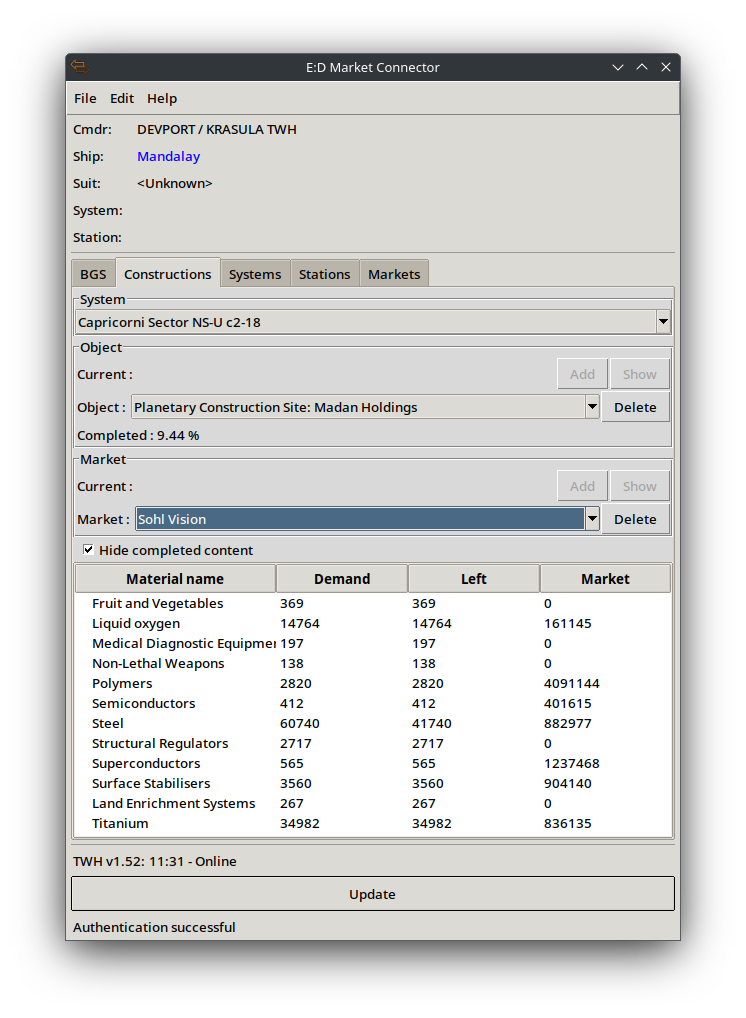 E:D Market Connector
File Edit Help
Cmdr: DEVPORT / KRASULA TWH
Ship: Mandalay
Suit: <Unknown>
System:
Station:
BGS Constructions Systems Stations Markets
System
Capricorni Sector NS-U c2-18
Object
Current : Add Show
Object : Planetary Construction Site: Madan Holdings Delete
Completed : 9.44 %
Market
Current : Add Show
Market : Sohl Vision Delete
Hide completed content
Material name Demand Left Market
Fruit and Vegetables 369 369 0
Liquid oxygen 14764 14764 161145
Medical Diagnostic Equipmer 197 197 0
Non-Lethal Weapons 138 138 0
Polymers 2820 2820 4091144
Semiconductors 412 412 401615
Steel 60740 41740 882977
Structural Regulators 2717 2717 0
Superconductors 565 565 1237468
Surface Stabilisers 3560 3560 904140
Land Enrichment Systems 267 267 0
Titanium 34982 34982 836135
TWH v1.52: 11:31 - Online
Update
Authentication successful